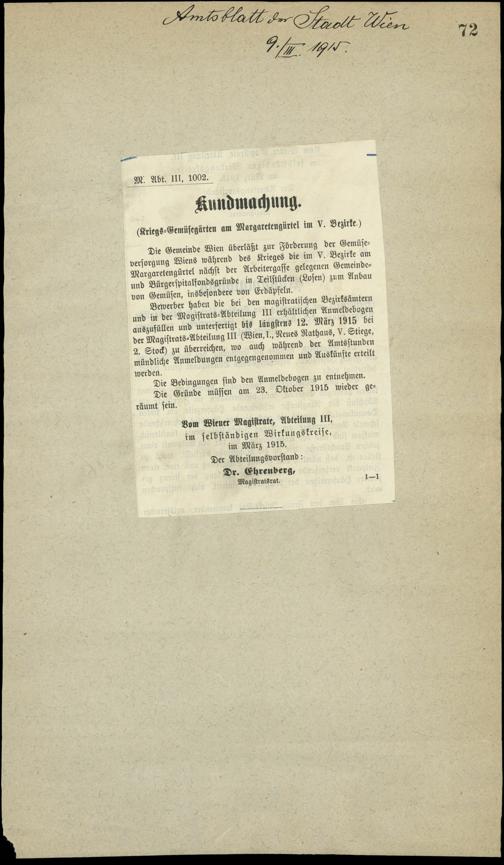 Amtsblatt der Stadt Wien
72
9./III. 1915.
M. Abt. III, 1002.
Kundmachung.
(Kriegs-Gemüsegärten am Margaretengürtel im V. Bezirke.)
Die Gemeinde Wien überläßt zur Förderung der Gemüse-
versorgung Wiens während des Krieges die im V. Bezirke am
Margaretengürtel nächst der Arbeitergasse gelegenen Gemeinde-
und Bürgerspitalfondsgründe in Teilstücken (Losen) zum Anbau
von Gemüsen, insbesondere von Erdäpfeln.
Bewerber haben die bei den magistratischen Bezirksämtern
und in der Magistrats-Abteilung III erhältlichen Anmeldebogen
auszufüllen und unterfertigt bis längstens 12. März 1915 bei
der Magistrats-Abteilung III (Wien, I., Neues Rathaus, V. Stiege,
2. Stock) zu überreichen, wo auch während der Amtsstunden
mündliche Anmeldungen entgegengenommen und Auskünfte erteilt
werden.
Die Bedingungen sind den Anmeldebogen zu entnehmen.
Die Gründe müssen am 23. Oktober 1915 wieder ge-
räumt sein.
Vom Wiener Magistrate, Abteilung III,
im selbständigen Wirkungskreise,
im März 1915.
Der Abteilungsvorstand:
Dr. Ehrenberg,
Magistratsrat.
1—1